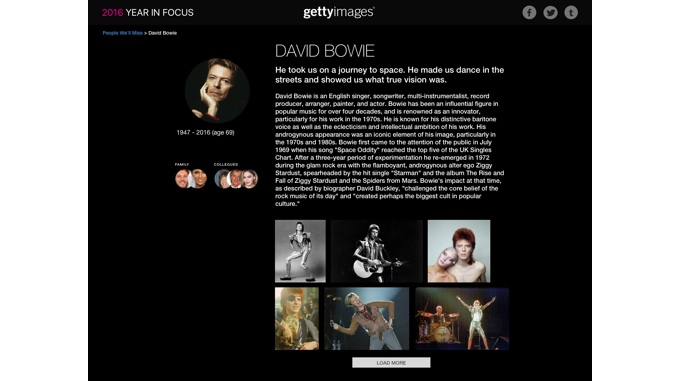 2016 YEAR IN FOCUS
gettyimages®
People We'll Miss > David Bowie
DAVID BOWIE
He took us on a journey to space. He made us dance in the
streets and showed us what true vision was.
1947 - 2016 (age 69)
FAMILY
COLLEGUES
David Bowie is an English singer, songwriter, multi-instrumentalist, record
producer, arranger, painter, and actor. Bowie has been an influential figure in
popular music for over four decades, and is renowned as an innovator,
particularly for his work in the 1970s. He is known for his distinctive baritone
voice as well as the eclecticism and intellectual ambition of his work. His
androgynous appearance was an iconic element of his image, particularly in
the 1970s and 1980s. Bowie first came to the attention of the public in July
1969 when his song "Space Oddity" reached the top five of the UK Singles
Chart. After a three-year period of experimentation he re-emerged in 1972
during the glam rock era with the flamboyant, androgynous alter ego Ziggy
Stardust, spearheaded by the hit single "Starman" and the album The Rise and
Fall of Ziggy Stardust and the Spiders from Mars. Bowie's impact at that time,
as described by biographer David Buckley, "challenged the core belief of the
rock music of its day" and "created perhaps the biggest cult in popular
culture."
LOAD MORE